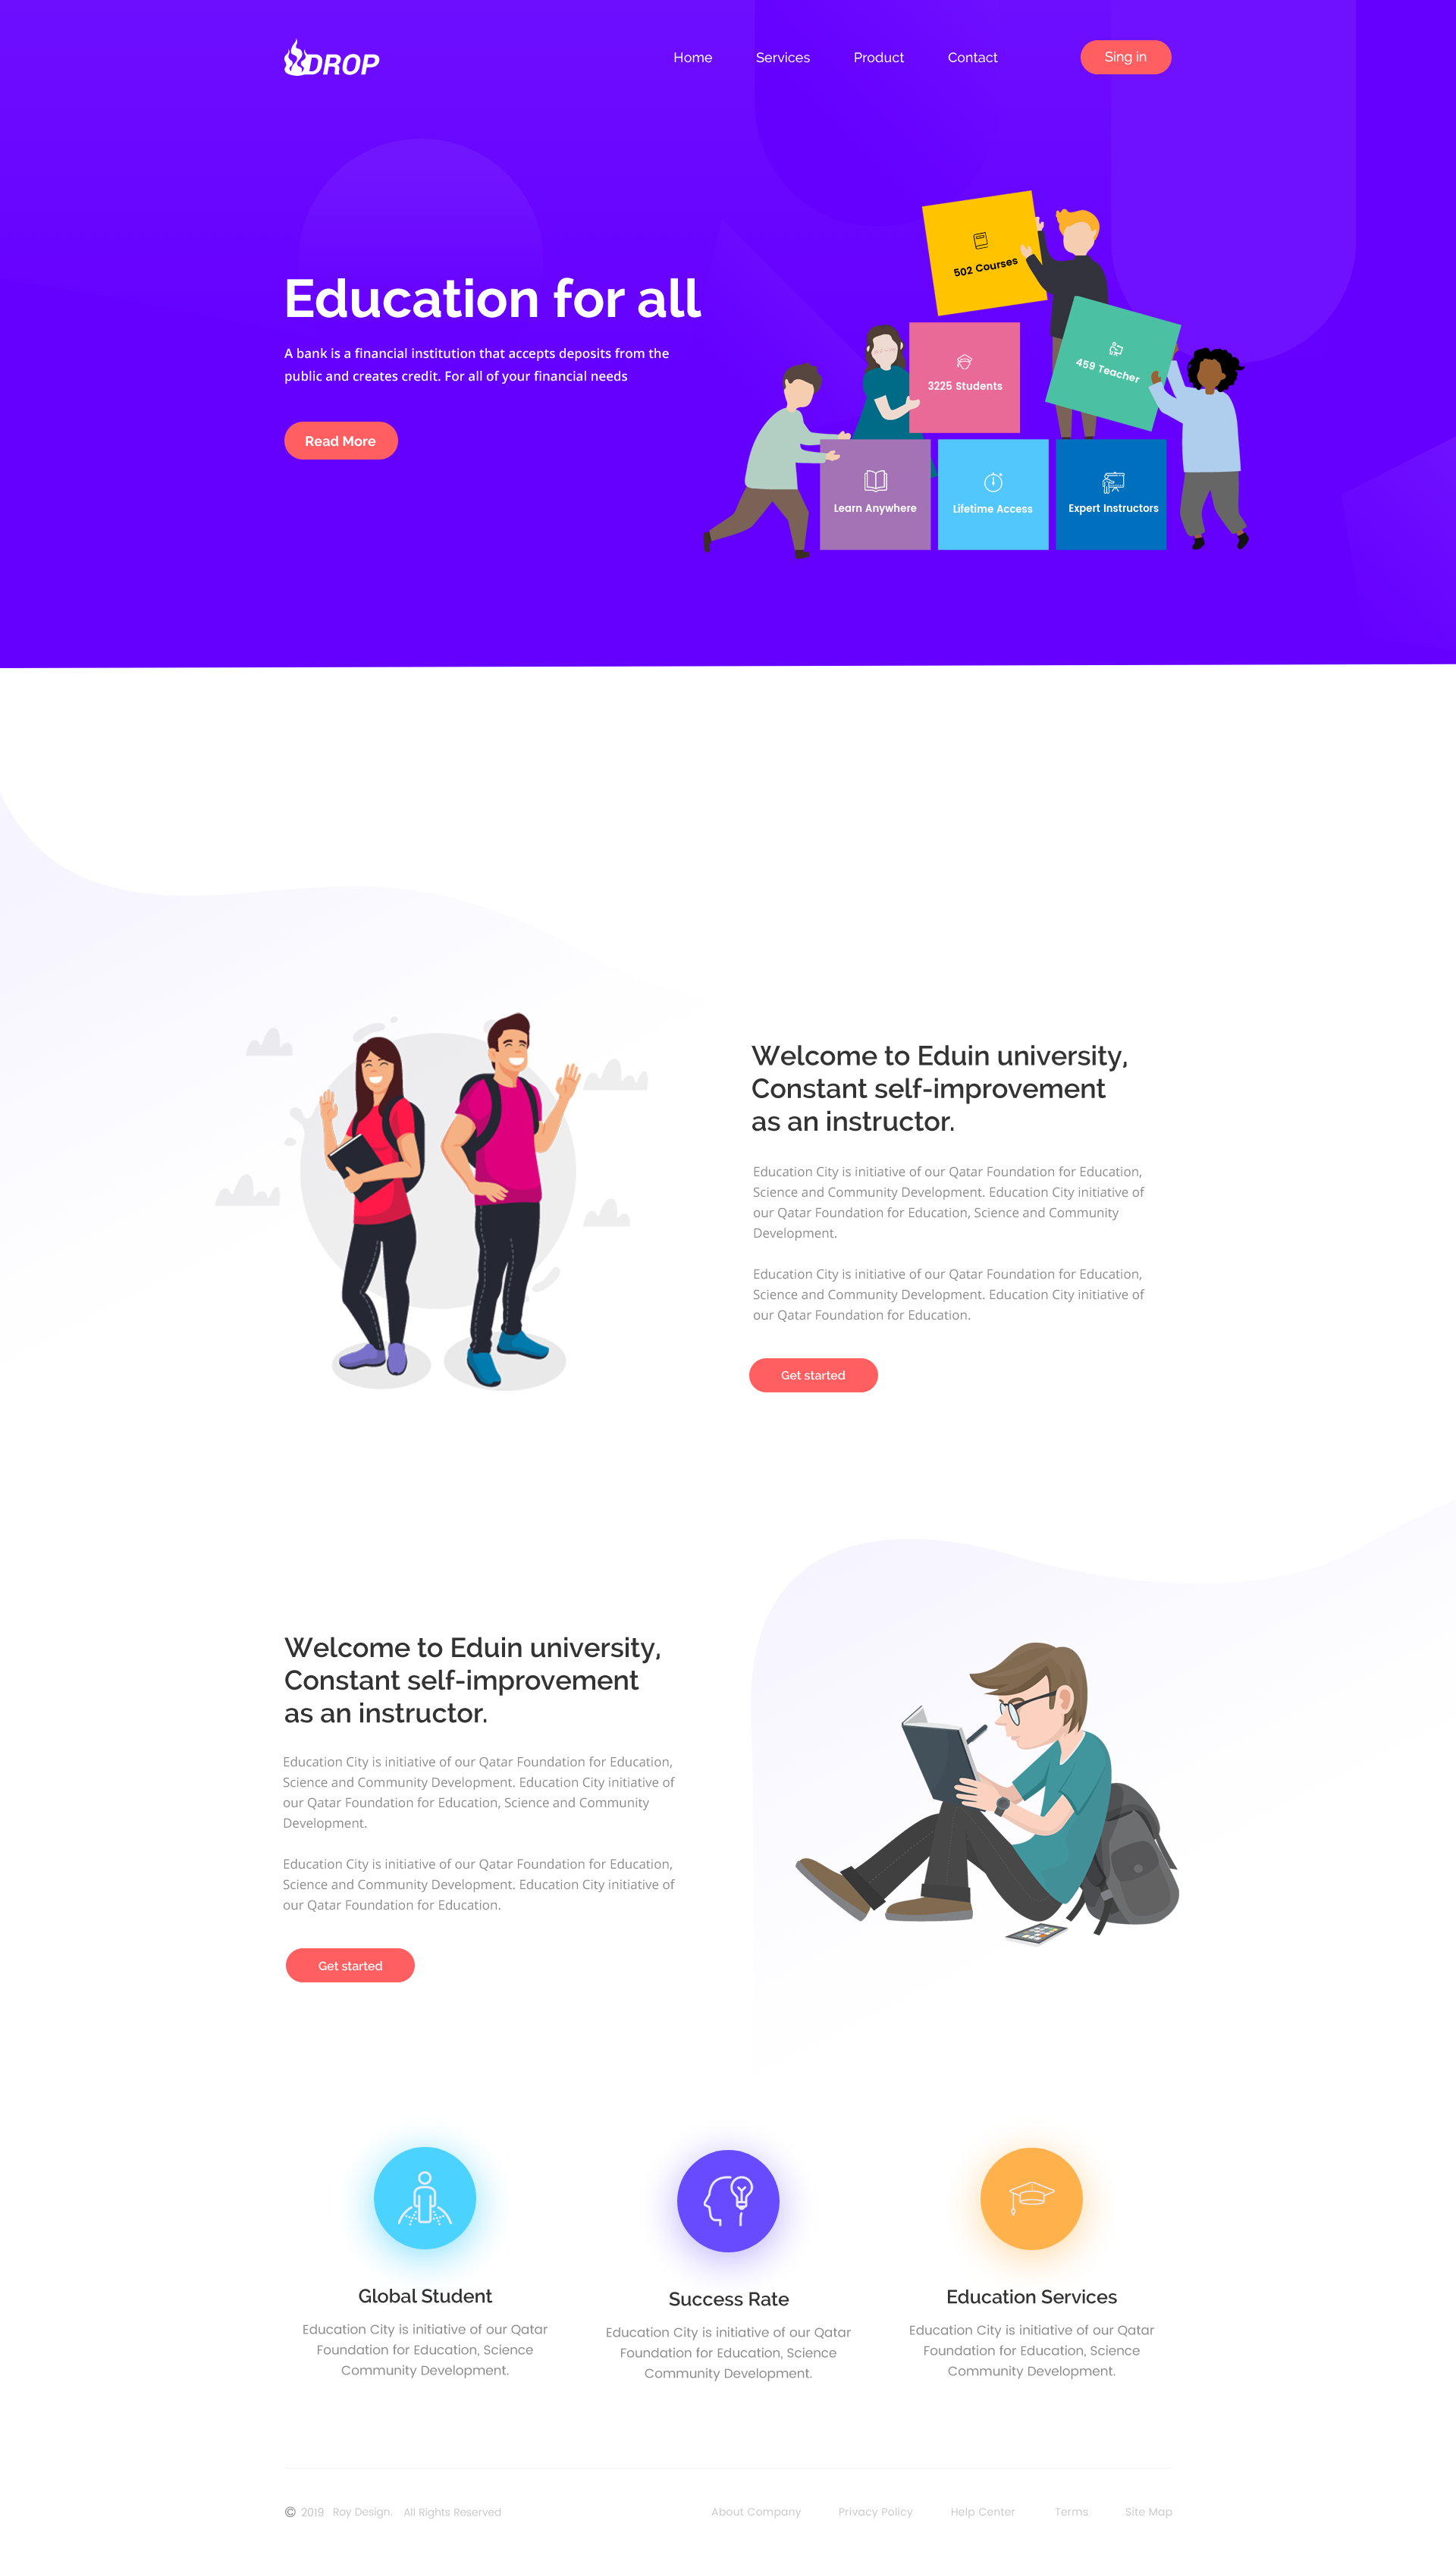 DROP
Home Services Product Contact Sing in
Education for all
A bank is a financial institution that accepts deposits from the
public and creates credit. For all of your financial needs
Read More
502 Courses
3225 Students
459 Teacher
Learn Anywhere
Lifetime Access
Expert Instructors
Welcome to Eduin university,
Constant self-improvement
as an instructor.
Education City is initiative of our Qatar Foundation for Education,
Science and Community Development. Education City initiative of
our Qatar Foundation for Education, Science and Community
Development.
Education City is initiative of our Qatar Foundation for Education,
Science and Community Development. Education City initiative of
our Qatar Foundation for Education.
Get started
Welcome to Eduin university,
Constant self-improvement
as an instructor.
Education City is initiative of our Qatar Foundation for Education,
Science and Community Development. Education City initiative of
our Qatar Foundation for Education, Science and Community
Development.
Education City is initiative of our Qatar Foundation for Education,
Science and Community Development. Education City initiative of
our Qatar Foundation for Education.
Get started
Global Student
Education City is initiative of our Qatar
Foundation for Education, Science
Community Development.
Success Rate
Education City is initiative of our Qatar
Foundation for Education, Science
Community Development.
Education Services
Education City is initiative of our Qatar
Foundation for Education, Science
Community Development.
© 2019 Roy Design. All Rights Reserved
About Company Privacy Policy Help Center Terms Site Map